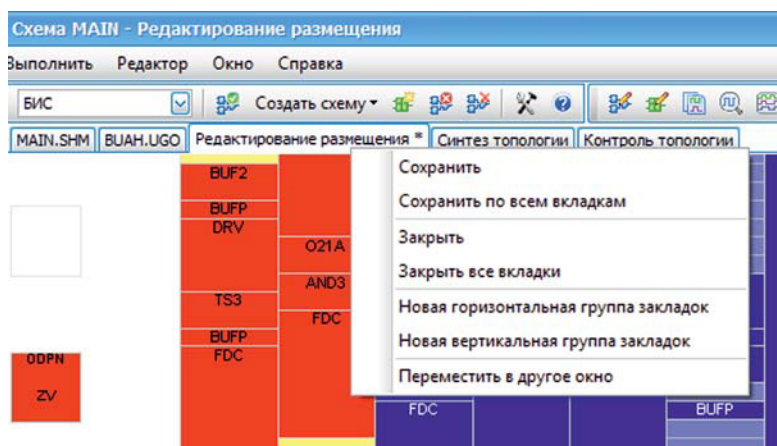 Схема MAIN - Редактирование размещения
Выполнить Редактор Окно Справка
БИС Создать схему
MAIN.SHM BUAH.UGO Редактирование размещения * Синтез топологии Контроль топологии
BUF2
BUFP
DRV
O21A
AND3
TS3
FDC
BUFP
FDC
ODPN
ZV
Сохранить
Сохранить по всем вкладкам
Закрыть
Закрыть все вкладки
Новая горизонтальная группа закладок
Новая вертикальная группа закладок
Переместить в другое окно
FDC BUFP